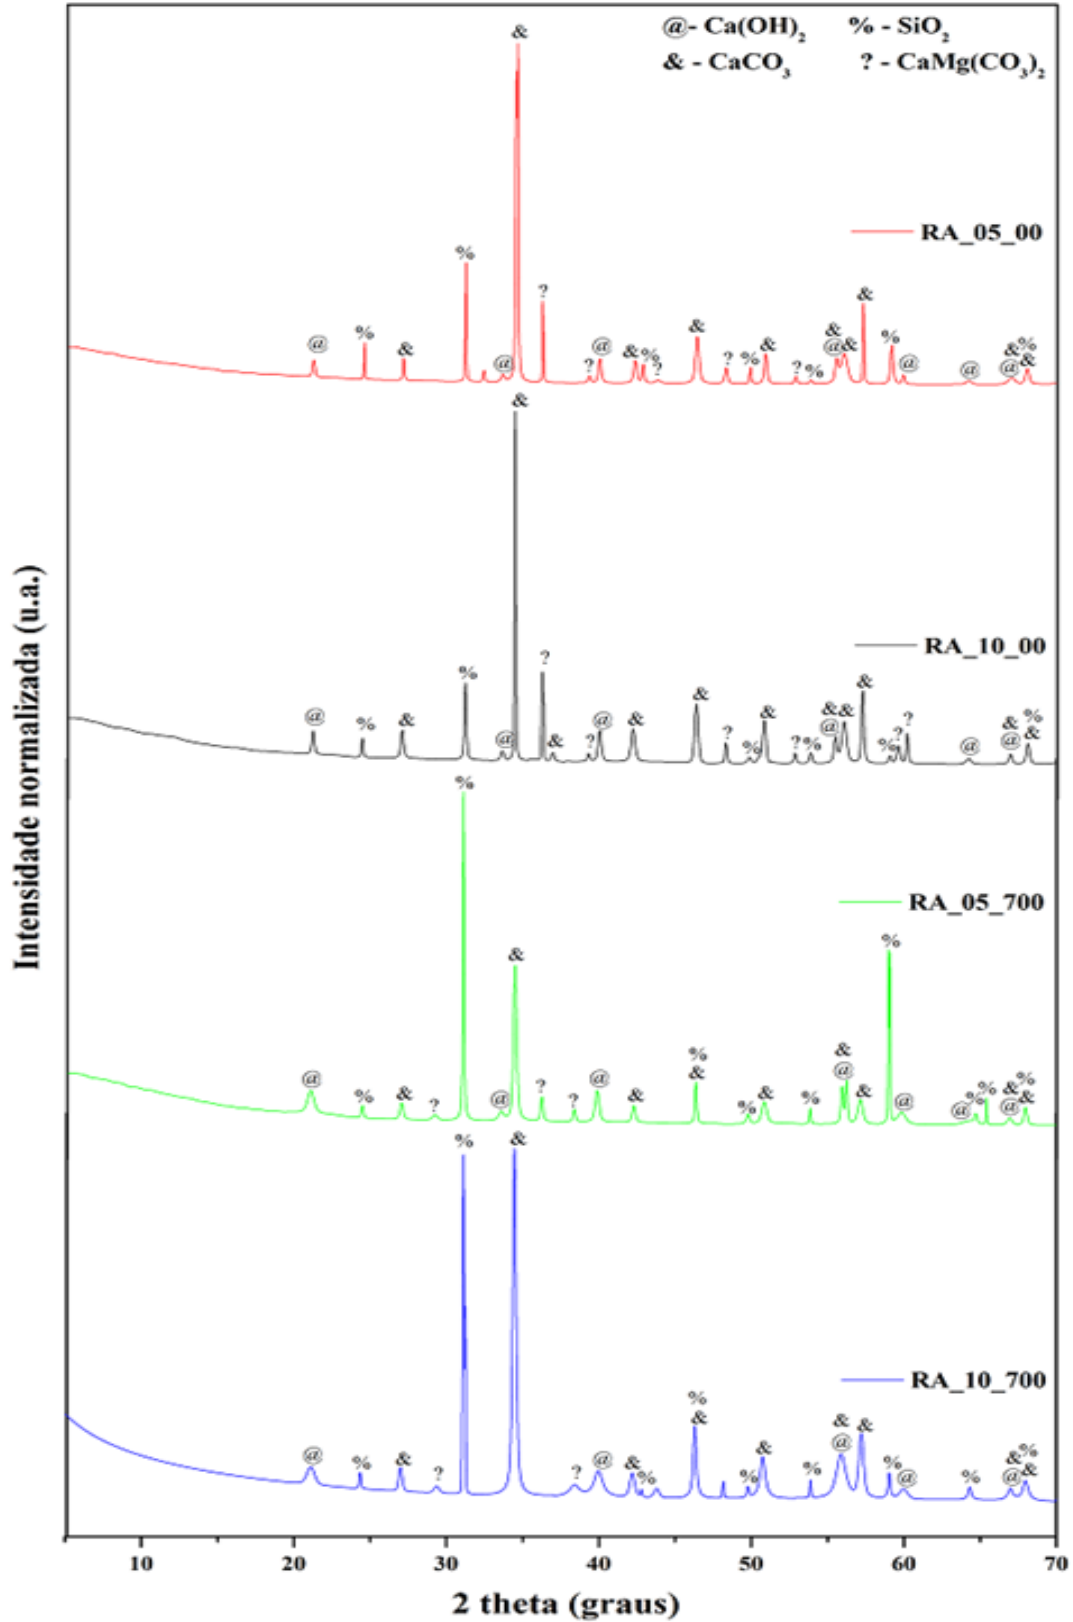 @- Ca(OH)2 % - SiO2
& - CaCO3 ? - CaMg(CO3)2
&
RA_05_00
% ? @ % & @ ? @ & % ? & ? % & ? % & @ & & % @ @ & @ % &
&
RA_10_00
@ % & % @ ? & ? @ & & ? % & ? % & @ & & % ? ? @ & @ % &
%
RA_05_700
@ % & ? @ & ? ? @ & % & % & % & @ & % @ @ % % & @ % &
% &
RA_10_700
@ % & ? ? @ & % % & % & % & @ & % @ % & @ % &
Intensidade normalizada (u.a.)
10 20 30 40 50 60 70
2 theta (graus)